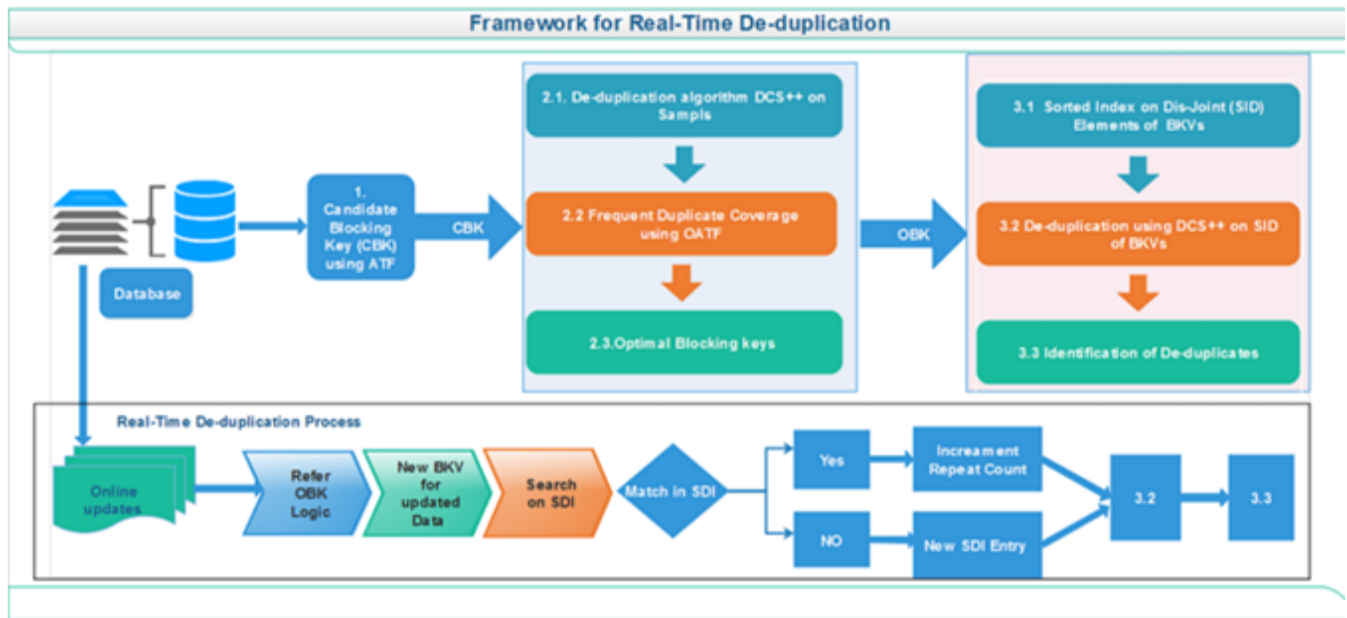 Framework for Real-Time De-duplication
Database
1.
Candidate
Blocking
Key (CBK)
using ATF
CBK
2.1. De-duplication algorithm DCS++ on
Sampls
2.2 Frequent Duplicate Coverage
using OATF
2.3.Optimal Blocking keys
OBK
3.1 Sorted Index on Dis-Joint (SID)
Elements of BKVs
3.2 De-duplication using DCS++ on SID
of BKVs
3.3 Identification of De-duplicates
Real-Time De-duplication Process
Online
updates
Refer
OBK
Logic
New BKV
for
updated
Data
Search
on SDI
Match in SDI
Yes
Increament
Repeat Count
NO
New SDI Entry
3.2
3.3